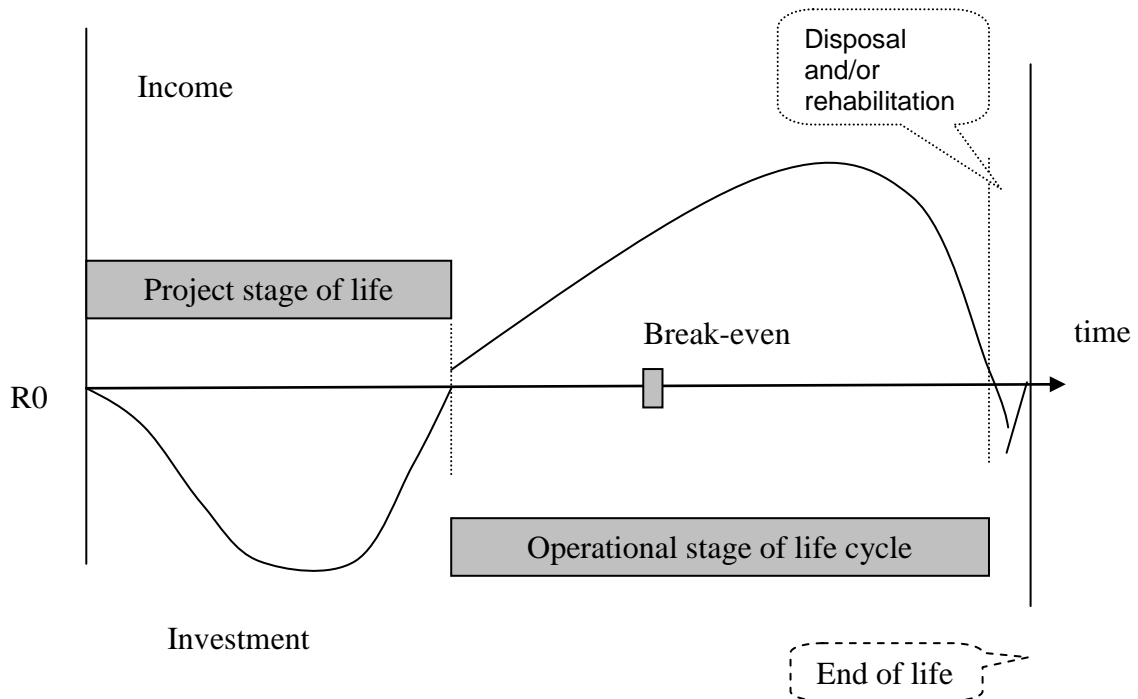 Disposal
and/or
rehabilitation
Income
Project stage of life
Break-even
time
R0
Operational stage of life cycle
Investment
End of life